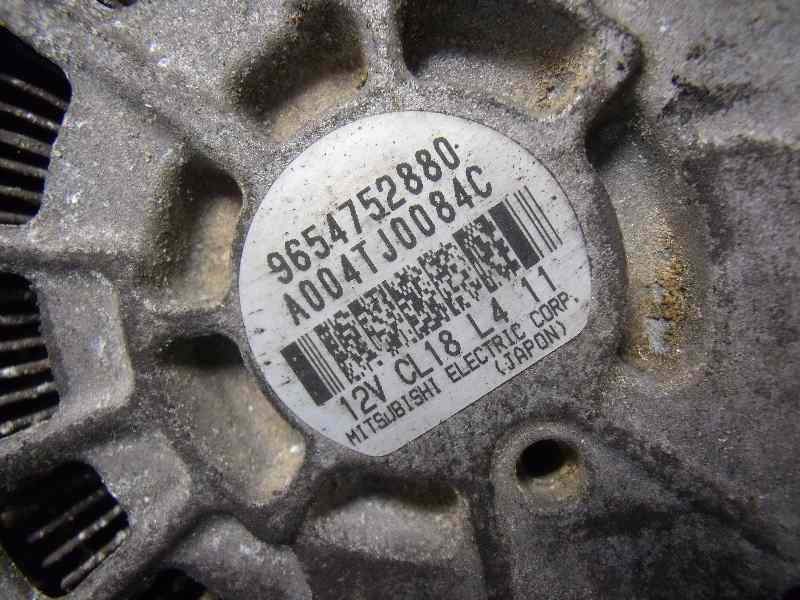 9654752880
A004TJ0084C
12V CL18 L4 11
MITSUBISHI ELECTRIC CORP.
(JAPON)